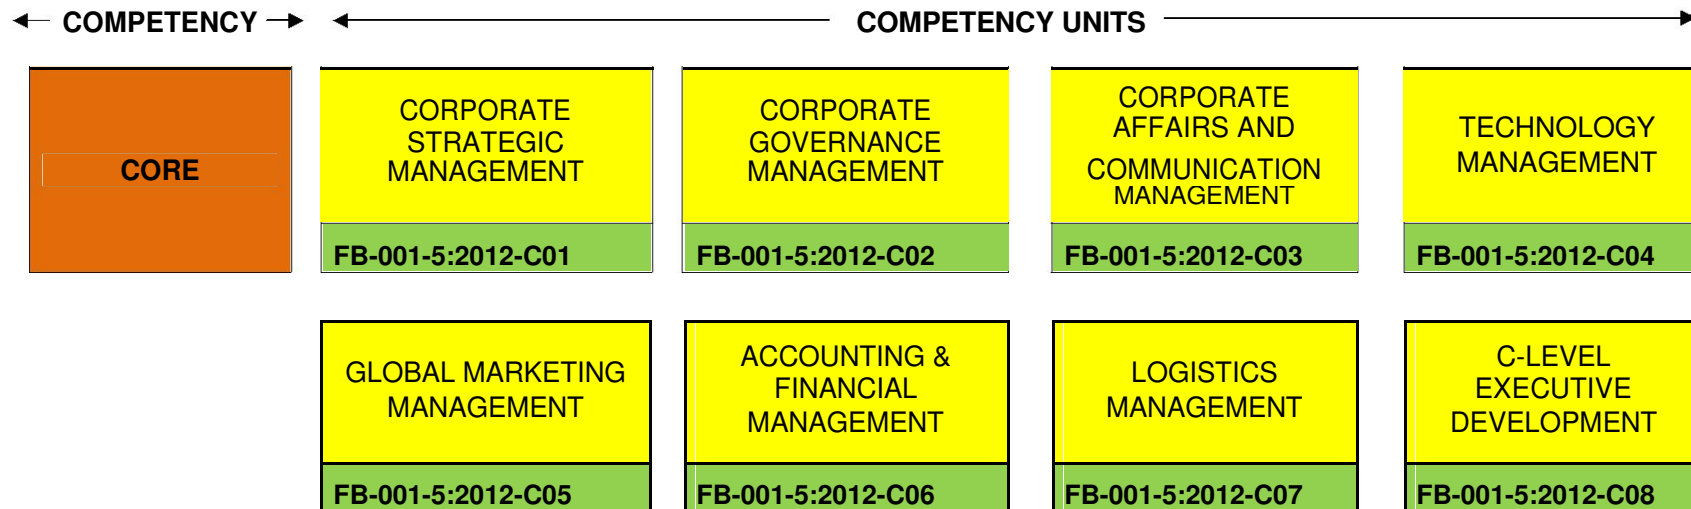 COMPETENCY
COMPETENCY UNITS
CORE
CORPORATE
STRATEGIC
MANAGEMENT
FB-001-5:2012-C01
CORPORATE
GOVERNANCE
MANAGEMENT
FB-001-5:2012-C02
CORPORATE
AFFAIRS AND
COMMUNICATION
MANAGEMENT
FB-001-5:2012-C03
TECHNOLOGY
MANAGEMENT
FB-001-5:2012-C04
GLOBAL MARKETING
MANAGEMENT
FB-001-5:2012-C05
ACCOUNTING &
FINANCIAL
MANAGEMENT
FB-001-5:2012-C06
LOGISTICS
MANAGEMENT
FB-001-5:2012-C07
C-LEVEL
EXECUTIVE
DEVELOPMENT
FB-001-5:2012-C08